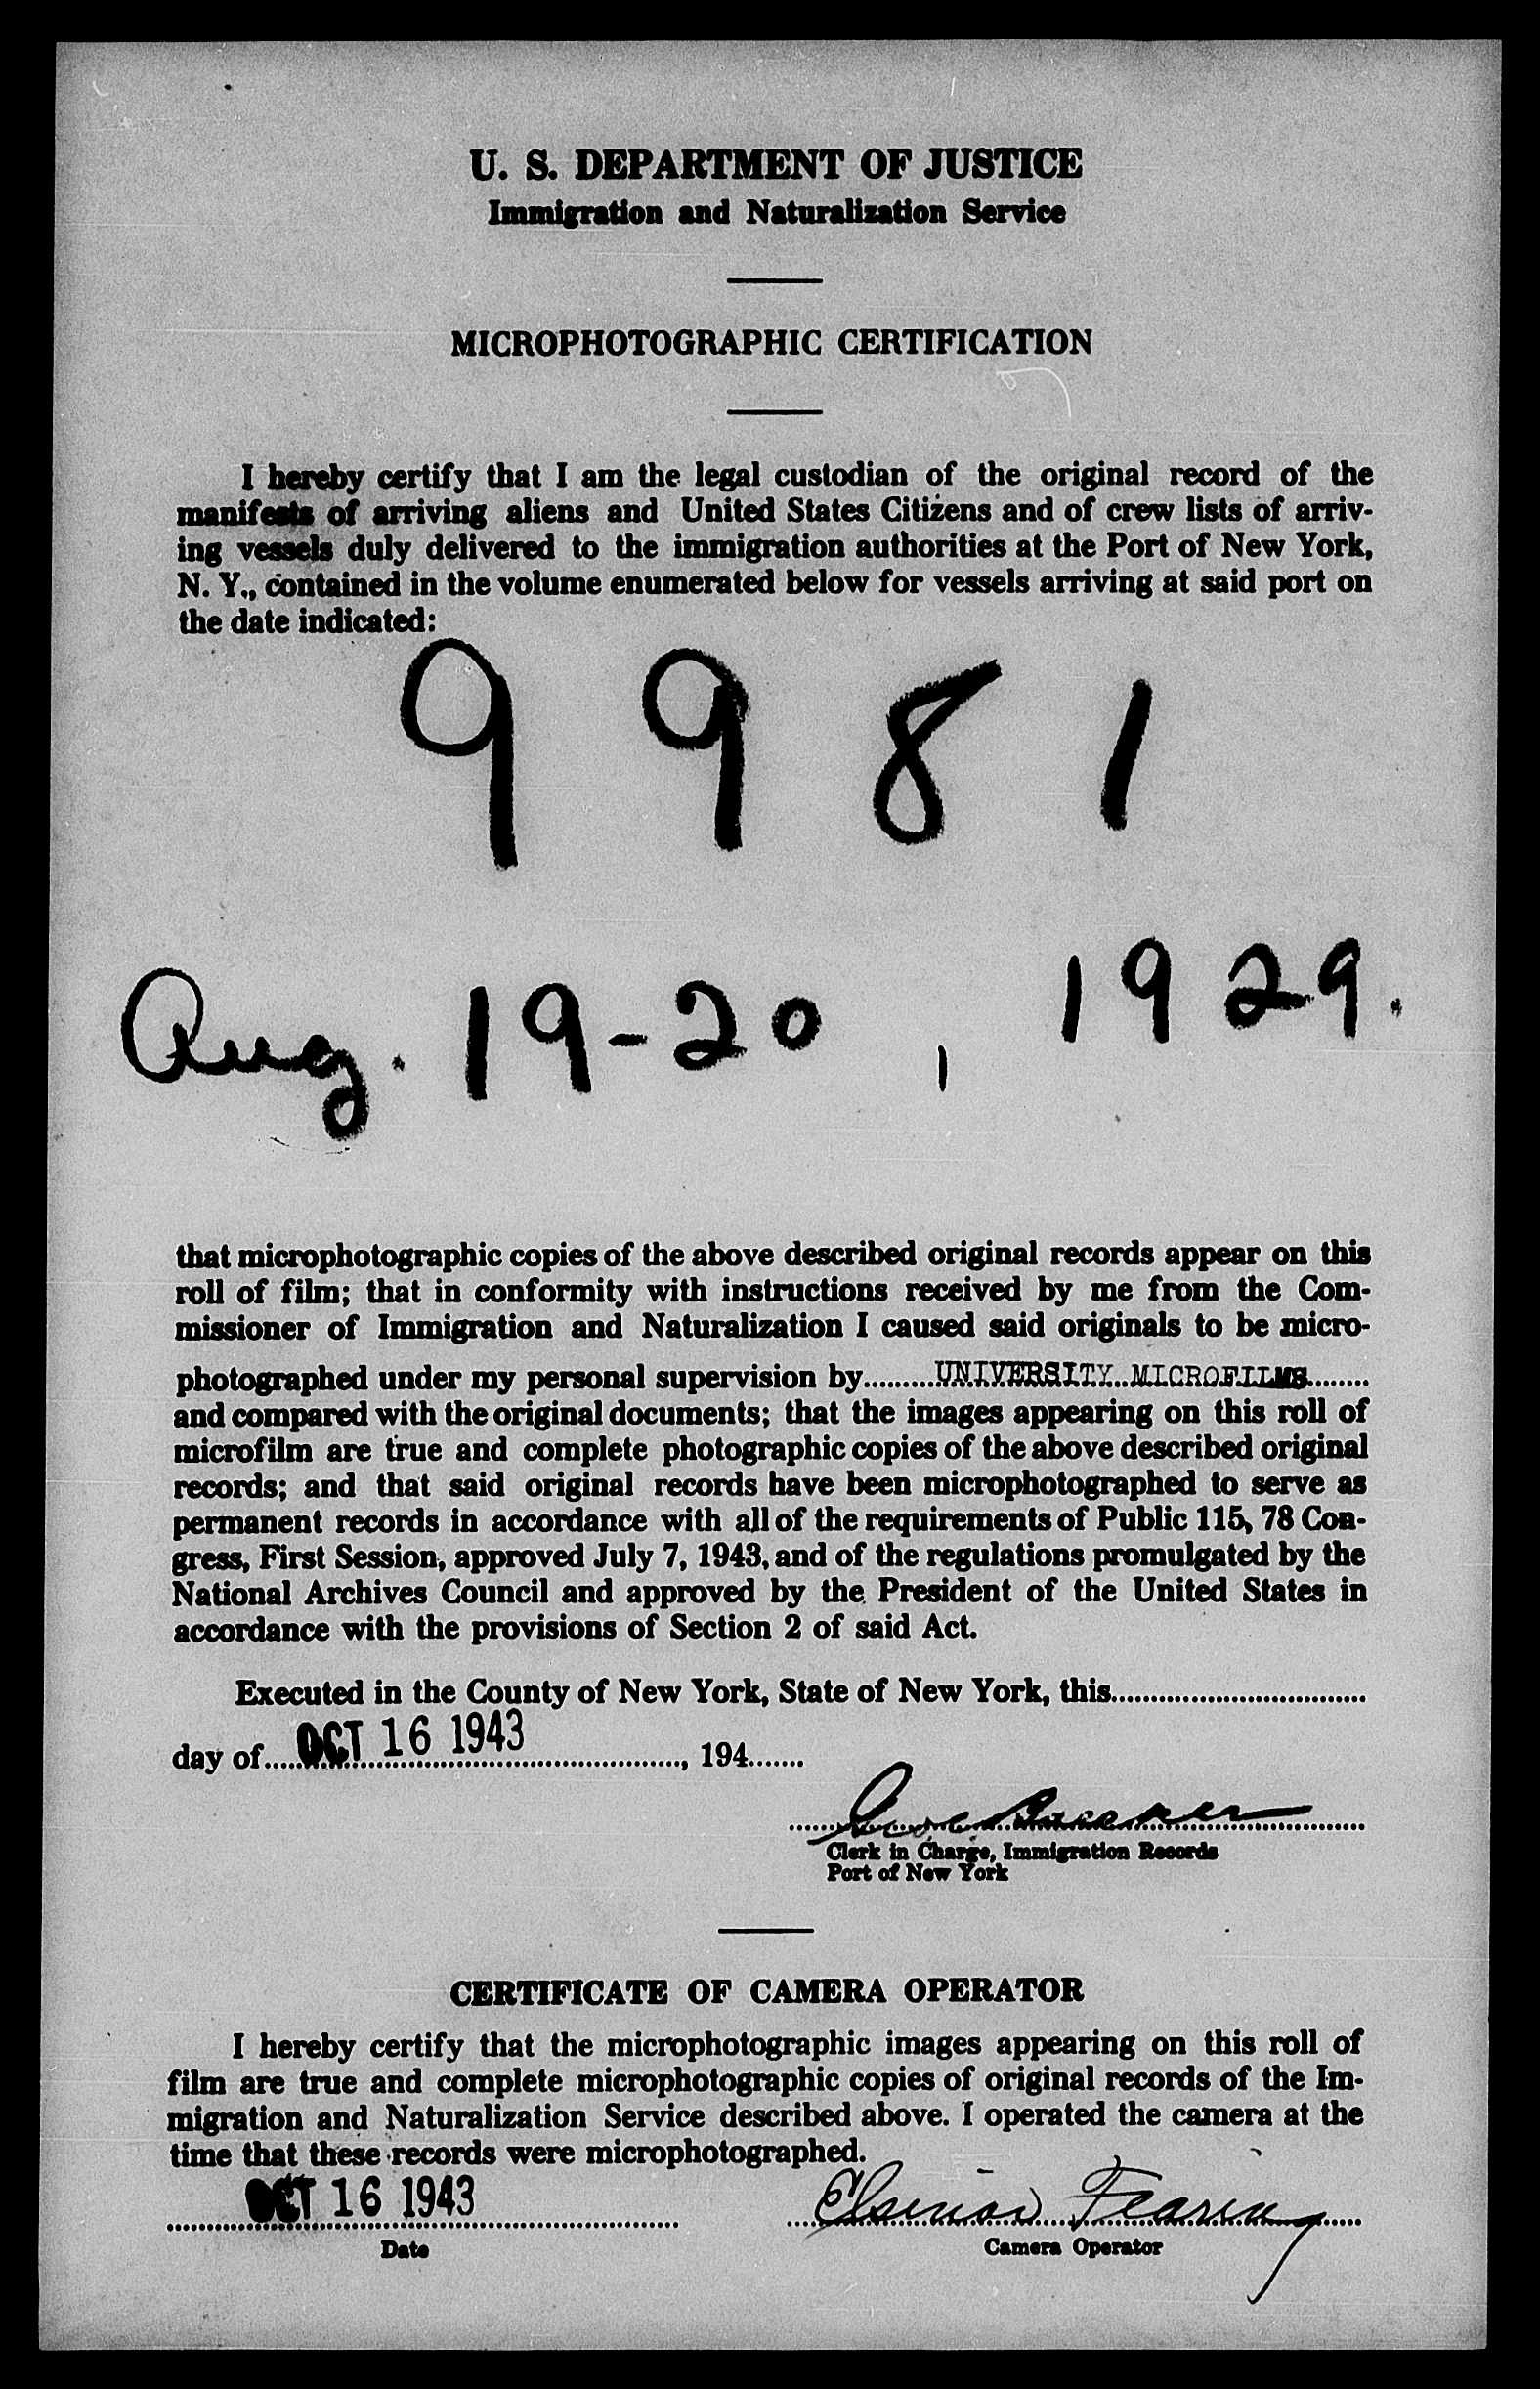 U. S. DEPARTMENT OF JUSTICE
Immigration and Naturalization Service
MICROPHOTOGRAPHIC CERTIFICATION
I hereby certify that I am the legal custodian of the original record of the
manifests of arriving aliens and United States Citizens and of crew lists of arriv-
ing vessels duly delivered to the immigration authorities at the Port of New York,
N. Y., contained in the volume enumerated below for vessels arriving at said port on
the date indicated:
9981
Aug. 19-20, 1929.
that microphotographic copies of the above described original records appear on this
roll of film; that in conformity with instructions received by me from the Com-
missioner of Immigration and Naturalization I caused said originals to be micro-
photographed under my personal supervision by.........UNIVERSITY MICROFILMS........
and compared with the original documents; that the images appearing on this roll of
microfilm are true and complete photographic copies of the above described original
records; and that said original records have been microphotographed to serve as
permanent records in accordance with all of the requirements of Public 115, 78 Con-
gress, First Session, approved July 7, 1943, and of the regulations promulgated by the
National Archives Council and approved by the President of the United States in
accordance with the provisions of Section 2 of said Act.
Executed in the County of New York, State of New York, this................................
day of.....OCT 16 1943...................., 194.......
Clerk in Charge, Immigration Records
Port of New York
CERTIFICATE OF CAMERA OPERATOR
I hereby certify that the microphotographic images appearing on this roll of
film are true and complete microphotographic copies of original records of the Im-
migration and Naturalization Service described above. I operated the camera at the
time that these records were microphotographed.
OCT 16 1943
Date
Camera Operator